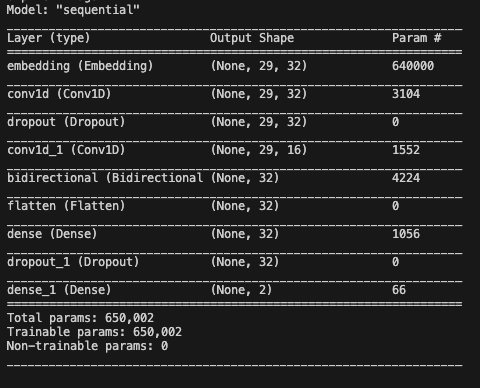 Model: "sequential"
Layer (type) Output Shape Param #
embedding (Embedding) (None, 29, 32) 640000
conv1d (Conv1D) (None, 29, 32) 3104
dropout (Dropout) (None, 29, 32) 0
conv1d_1 (Conv1D) (None, 29, 16) 1552
bidirectional (Bidirectional (None, 32) 4224
flatten (Flatten) (None, 32) 0
dense (Dense) (None, 32) 1056
dropout_1 (Dropout) (None, 32) 0
dense_1 (Dense) (None, 2) 66
Total params: 650,002
Trainable params: 650,002
Non-trainable params: 0